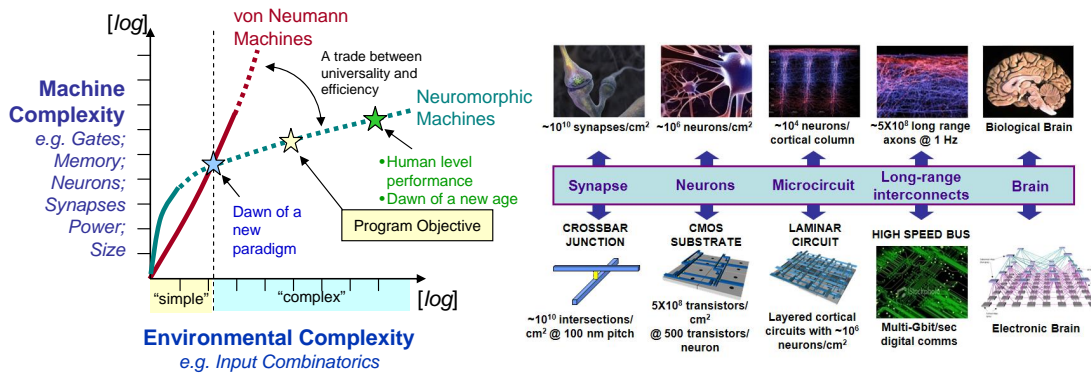 [log]
von Neumann
Machines
A trade between
universality and
efficiency
Machine
Complexity
e.g. Gates;
Memory;
Neurons;
Synapses
Power;
Size
Neuromorphic
Machines
•Human level
performance
•Dawn of a new age
Dawn of a
new
paradigm
Program Objective
“simple”
“complex”
[log]
Environmental Complexity
e.g. Input Combinatorics
~10¹⁰ synapses/cm²
~10⁶ neurons/cm²
~10⁴ neurons/
cortical column
~5X10⁸ long range
axons @ 1 Hz
Biological Brain
Synapse
Neurons
Microcircuit
Long-range
interconnects
Brain
CROSSBAR
JUNCTION
CMOS
SUBSTRATE
LAMINAR
CIRCUIT
HIGH SPEED BUS
~10¹⁰ intersections/
cm² @ 100 nm pitch
5X10⁸ transistors/
cm²
@ 500 transistors/
neuron
Layered cortical
circuits with ~10⁶
neurons/cm²
Multi-Gbit/sec
digital comms
Electronic Brain